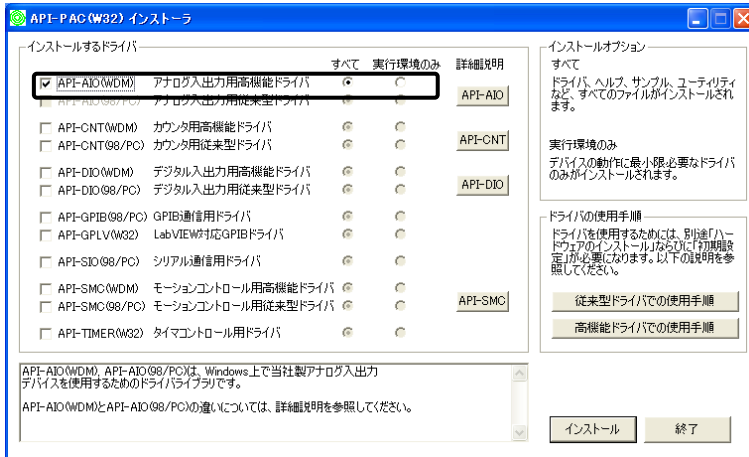 API-PAC(W32) インストーラ
インストールするドライバ
すべて 実行環境のみ 詳細説明
API-AIO(WDM) アナログ入出力用高機能ドライバ
API-AIO(98/PC) アナログ入出力用従来型ドライバ
API-AIO
API-CNT(WDM) カウンタ用高機能ドライバ
API-CNT(98/PC) カウンタ用従来型ドライバ
API-CNT
API-DIO(WDM) デジタル入出力用高機能ドライバ
API-DIO(98/PC) デジタル入出力用従来型ドライバ
API-DIO
API-GPIB(98/PC) GPIB通信用ドライバ
API-GPLV(W32) LabVIEW対応GPIBドライバ
API-SIO(98/PC) シリアル通信用ドライバ
API-SMC(WDM) モーションコントロール用高機能ドライバ
API-SMC(98/PC) モーションコントロール用従来型ドライバ
API-SMC
API-TIMER(W32) タイマコントロール用ドライバ
インストールオプション
すべて
ドライバ、ヘルプ、サンプル、ユーティリティ
など、すべてのファイルがインストールされ
ます。
実行環境のみ
デバイスの動作に最小限必要なドライバ
のみがインストールされます。
ドライバの使用手順
ドライバを使用するためには、別途「ハー
ドウェアのインストール」ならびに「初期設
定」が必要になります。以下の説明を参
照してください。
従来型ドライバでの使用手順
高機能ドライバでの使用手順
API-AIO(WDM), API-AIO(98/PC)は、Windows上で当社製アナログ入出力
デバイスを使用するためのドライバライブラリです。
API-AIO(WDM)とAPI-AIO(98/PC)の違いについては、詳細説明を参照してください。
インストール 終了